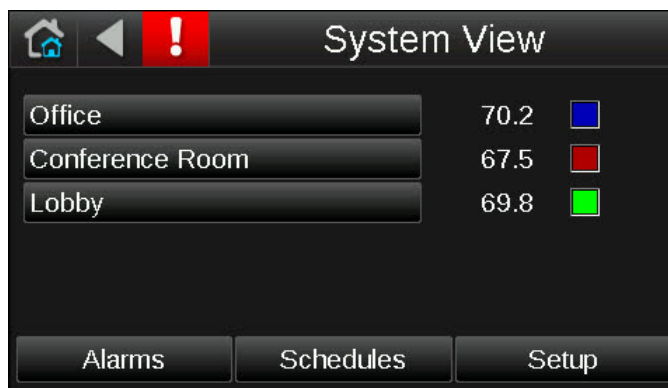 System View
Office 70.2
Conference Room 67.5
Lobby 69.8
Alarms Schedules Setup